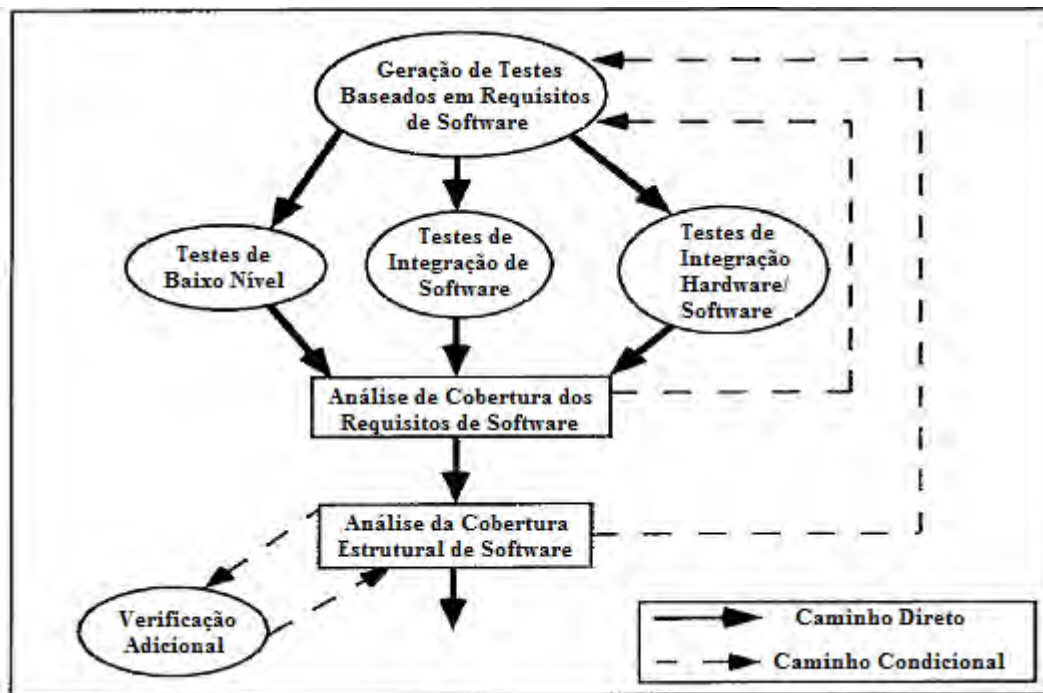 Geração de Testes
Baseados em Requisitos
de Software
Testes de
Baixo Nível
Testes de
Integração de
Software
Testes de
Integração
Hardware/
Software
Análise de Cobertura dos
Requisitos de Software
Análise da Cobertura
Estrutural de Software
Verificação
Adicional
Caminho Direto
Caminho Condicional